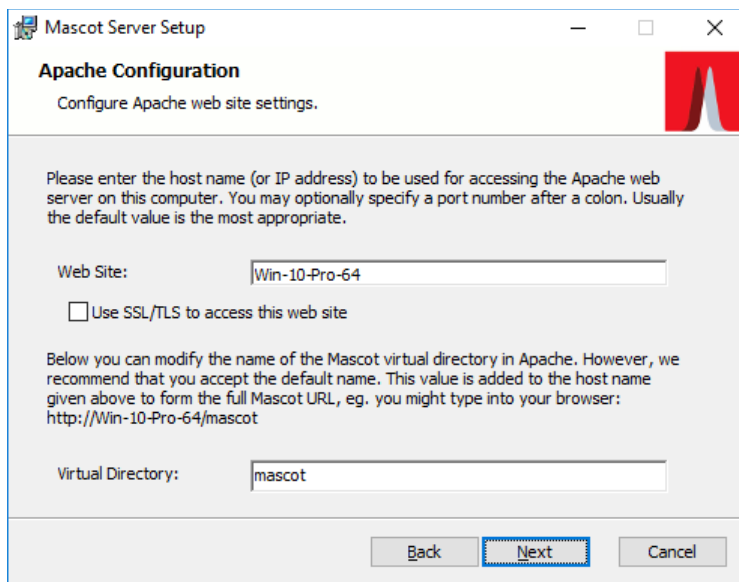 Mascot Server Setup
Apache Configuration
Configure Apache web site settings.
Please enter the host name (or IP address) to be used for accessing the Apache web
server on this computer. You may optionally specify a port number after a colon. Usually
the default value is the most appropriate.
Web Site: Win-10-Pro-64
Use SSL/TLS to access this web site
Below you can modify the name of the Mascot virtual directory in Apache. However, we
recommend that you accept the default name. This value is added to the host name
given above to form the full Mascot URL, eg. you might type into your browser:
http://Win-10-Pro-64/mascot
Virtual Directory: mascot
Back Next Cancel